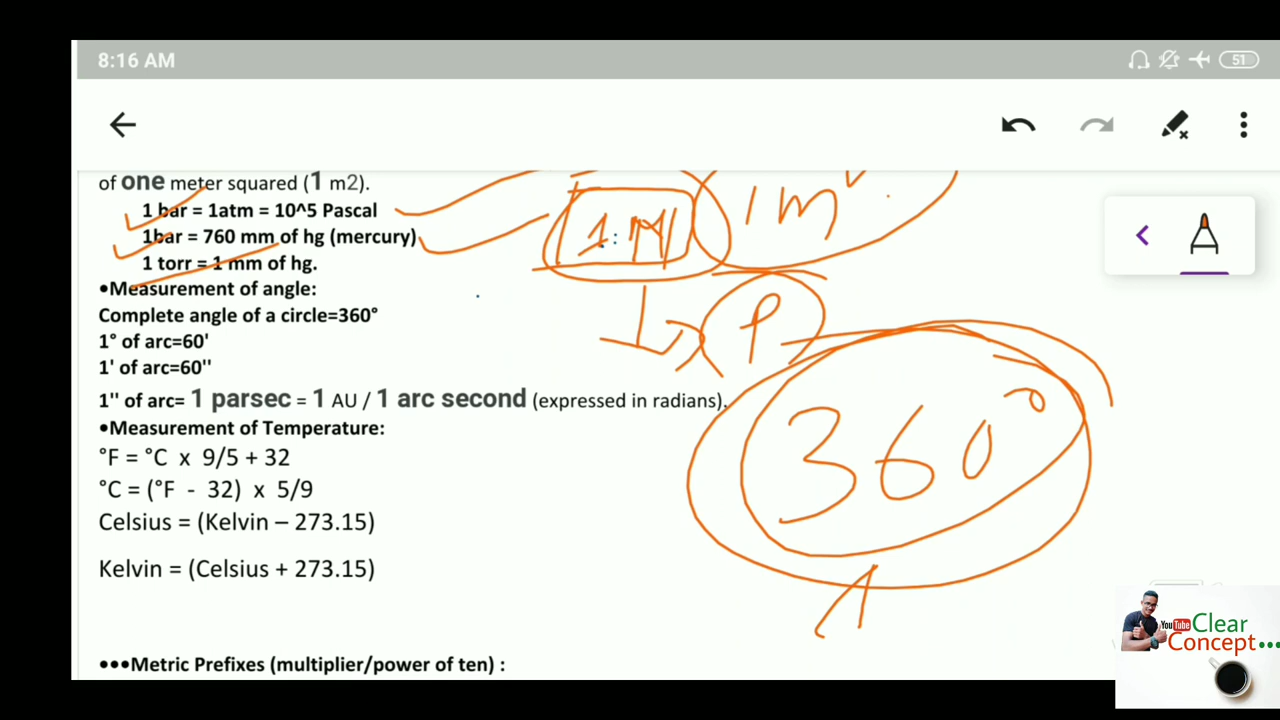 8:16 AM
51
of one meter squared (1 m2).
1 bar = 1atm = 10^5 Pascal
1bar = 760 mm of hg (mercury)
1 torr = 1 mm of hg.
•Measurement of angle:
Complete angle of a circle=360°
1° of arc=60'
1' of arc=60''
1'' of arc= 1 parsec = 1 AU / 1 arc second (expressed in radians).
•Measurement of Temperature:
°F = °C x 9/5 + 32
°C = (°F - 32) x 5/9
Celsius = (Kelvin – 273.15)
Kelvin = (Celsius + 273.15)
•••Metric Prefixes (multiplier/power of ten) :
1 m²
1
P
360°
YouTube Clear
Concept•••